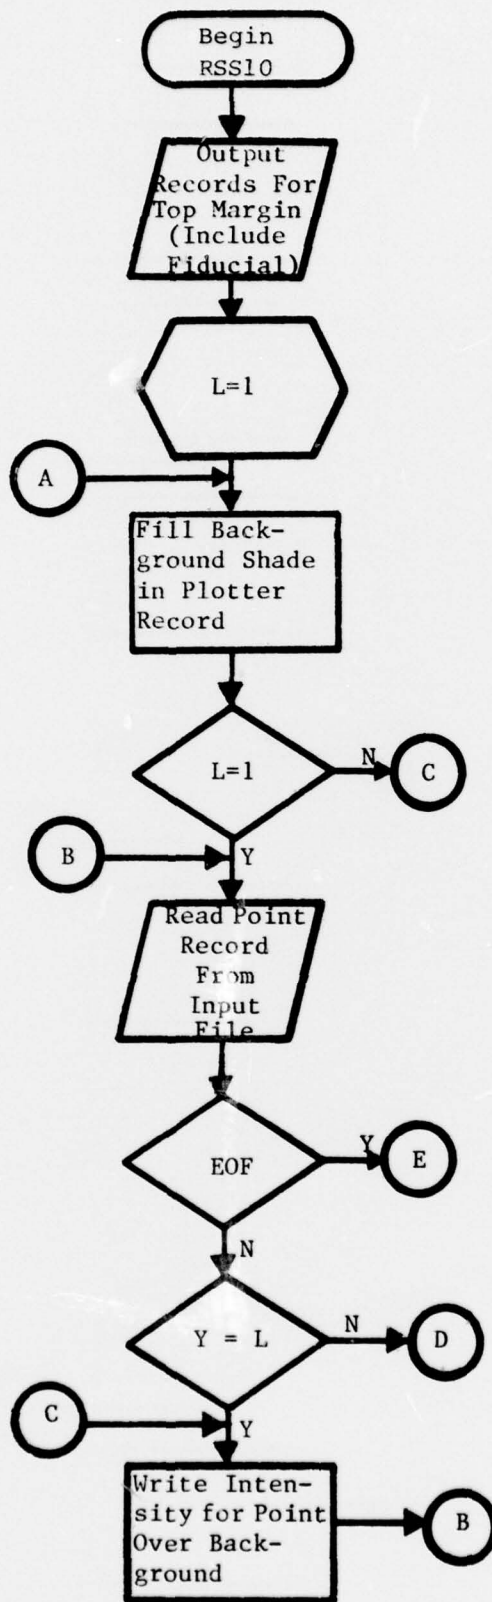 Begin
RSS10
Output
Records For
Top Margin
(Include
Fiducial)
L=1
A
Fill Back-
ground Shade
in Plotter
Record
L=1
N
C
B
Y
Read Point
Record
From
Input
File
EOF
Y
E
N
Y = L
N
D
C
Y
Write Inten-
sity for Point
Over Back-
ground
B